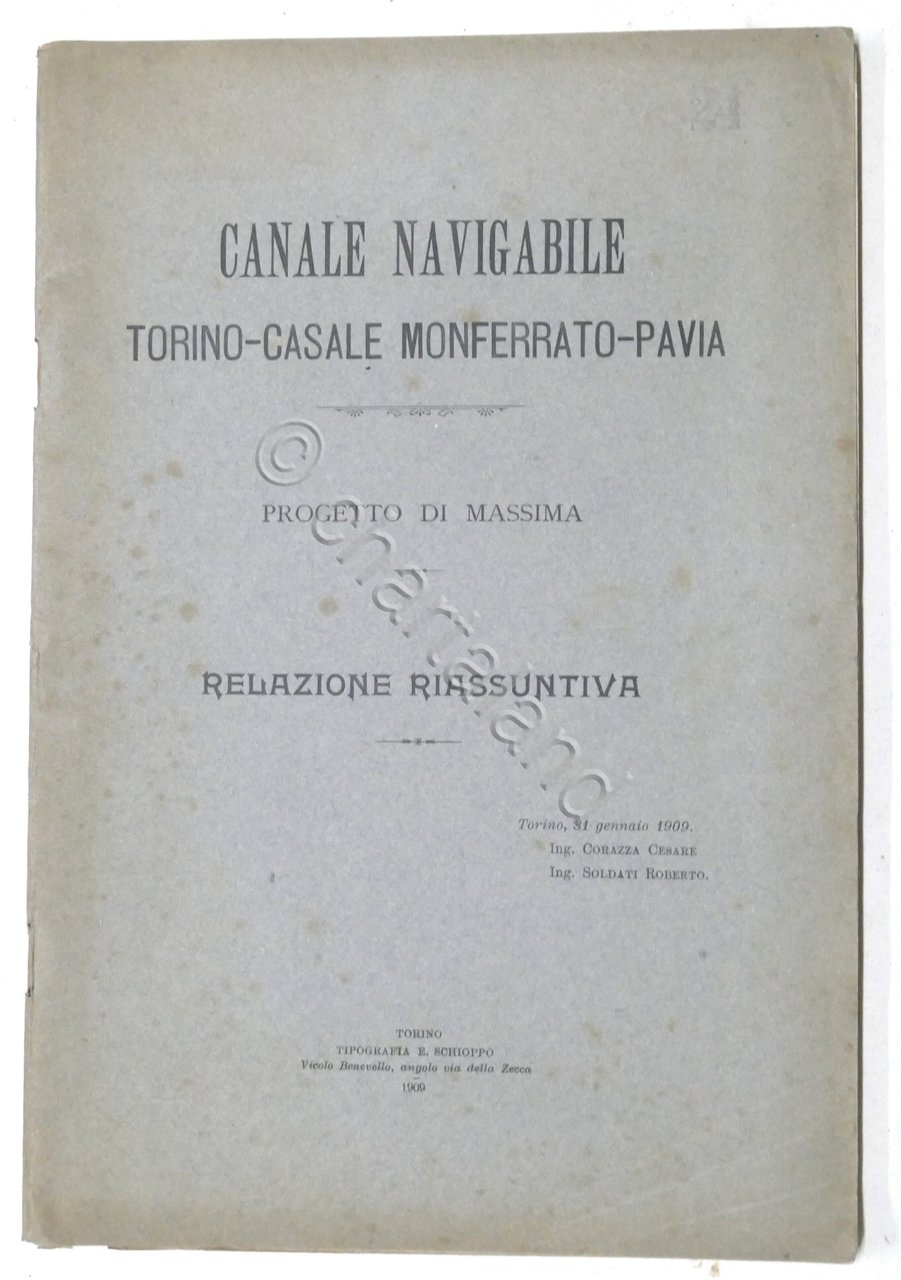 CANALE NAVIGABILE
TORINO-CASALE MONFERRATO-PAVIA
PROGETTO DI MASSIMA
RELAZIONE RIASSUNTIVA
Torino, 31 gennaio 1909.
Ing. CORAZZA CESARE
Ing. SOLDATI ROBERTO.
TORINO
TIPOGRAFIA E. SCHIOPPO
Vicolo Benevello, angolo via della Zecca
1909
© chartaland